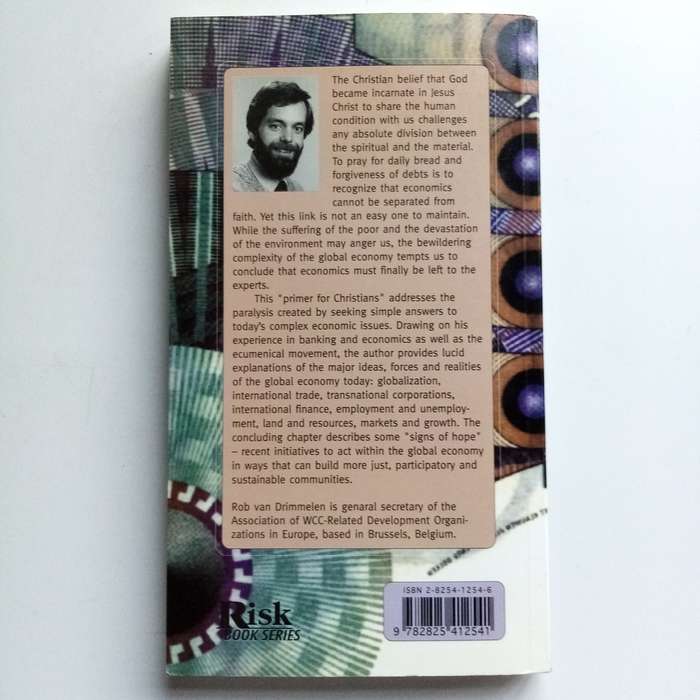 The Christian belief that God
became incarnate in Jesus
Christ to share the human
condition with us challenges
any absolute division between
the spiritual and the material.
To pray for daily bread and
forgiveness of debts is to
recognize that economics
cannot be separated from
faith. Yet this link is not an easy one to maintain.
While the suffering of the poor and the devastation
of the environment may anger us, the bewildering
complexity of the global economy tempts us to
conclude that economics must finally be left to the
experts.
This "primer for Christians" addresses the
paralysis created by seeking simple answers to
today's complex economic issues. Drawing on his
experience in banking and economics as well as the
ecumenical movement, the author provides lucid
explanations of the major ideas, forces and realities
of the global economy today: globalization,
international trade, transnational corporations,
international finance, employment and unemploy-
ment, land and resources, markets and growth. The
concluding chapter describes some "signs of hope"
– recent initiatives to act within the global economy
in ways that can build more just, participatory and
sustainable communities.
Rob van Drimmelen is genaral secretary of the
Association of WCC-Related Development Organi-
zations in Europe, based in Brussels, Belgium.
Risk
BOOK SERIES
ISBN 2-8254-1254-6
9 782825 412541